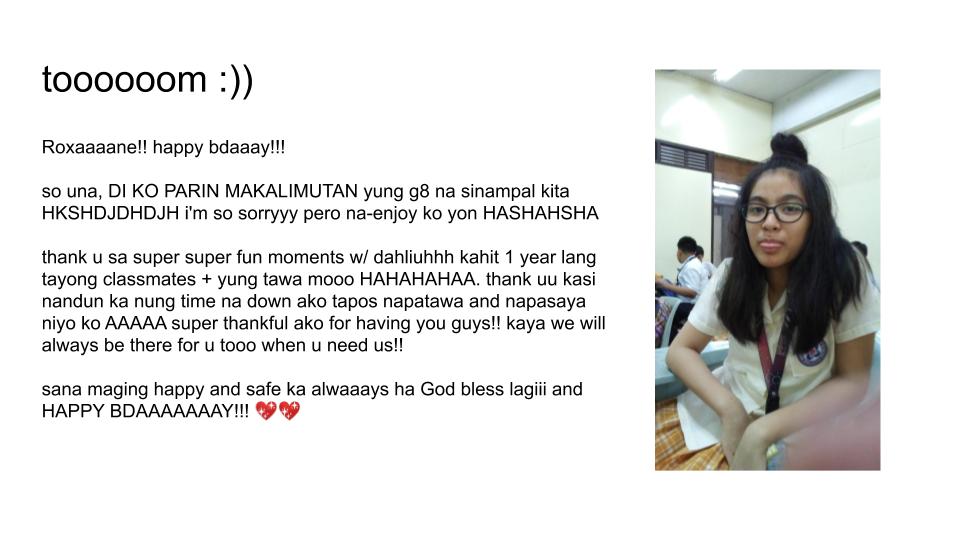 toooooom :))
Roxaaaane!! happy bdaaay!!!
so una, DI KO PARIN MAKALIMUTAN yung g8 na sinampal kita
HKSHDJDHDJH i'm so sorryyy pero na-enjoy ko yon HASHAHSHA
thank u sa super super fun moments w/ dahliuhhh kahit 1 year lang
tayong classmates + yung tawa mooo HAHAHAHAA. thank uu kasi
nandun ka nung time na down ako tapos napatawa and napasaya
niyo ko AAAAA super thankful ako for having you guys!! kaya we will
always be there for u tooo when u need us!!
sana maging happy and safe ka alwaaays ha God bless lagiii and
HAPPY BDAAAAAAAY!!! 💖💖